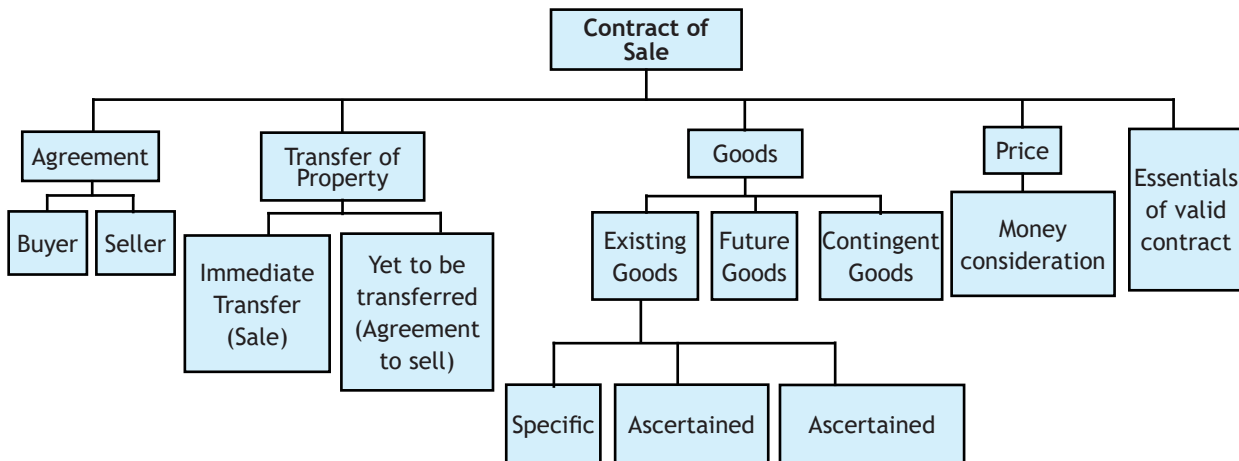 Contract of
Sale
Agreement
Transfer of
Property
Goods
Price
Essentials
of valid
contract
Buyer
Seller
Immediate
Transfer
(Sale)
Yet to be
transferred
(Agreement
to sell)
Existing
Goods
Future
Goods
Contingent
Goods
Money
consideration
Specific
Ascertained
Ascertained